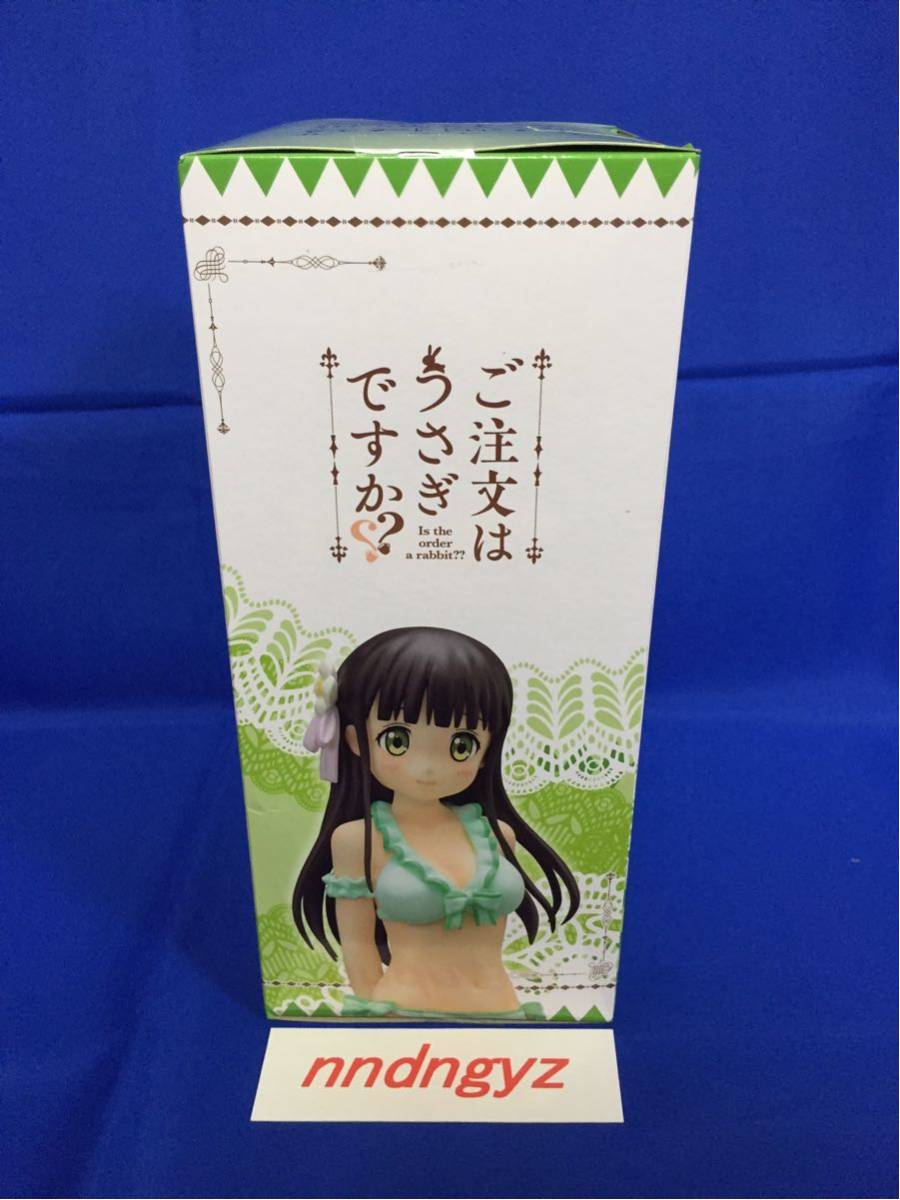 ご注文は
うさぎ
ですか??
Is the
order
a rabbit??
nndngyz